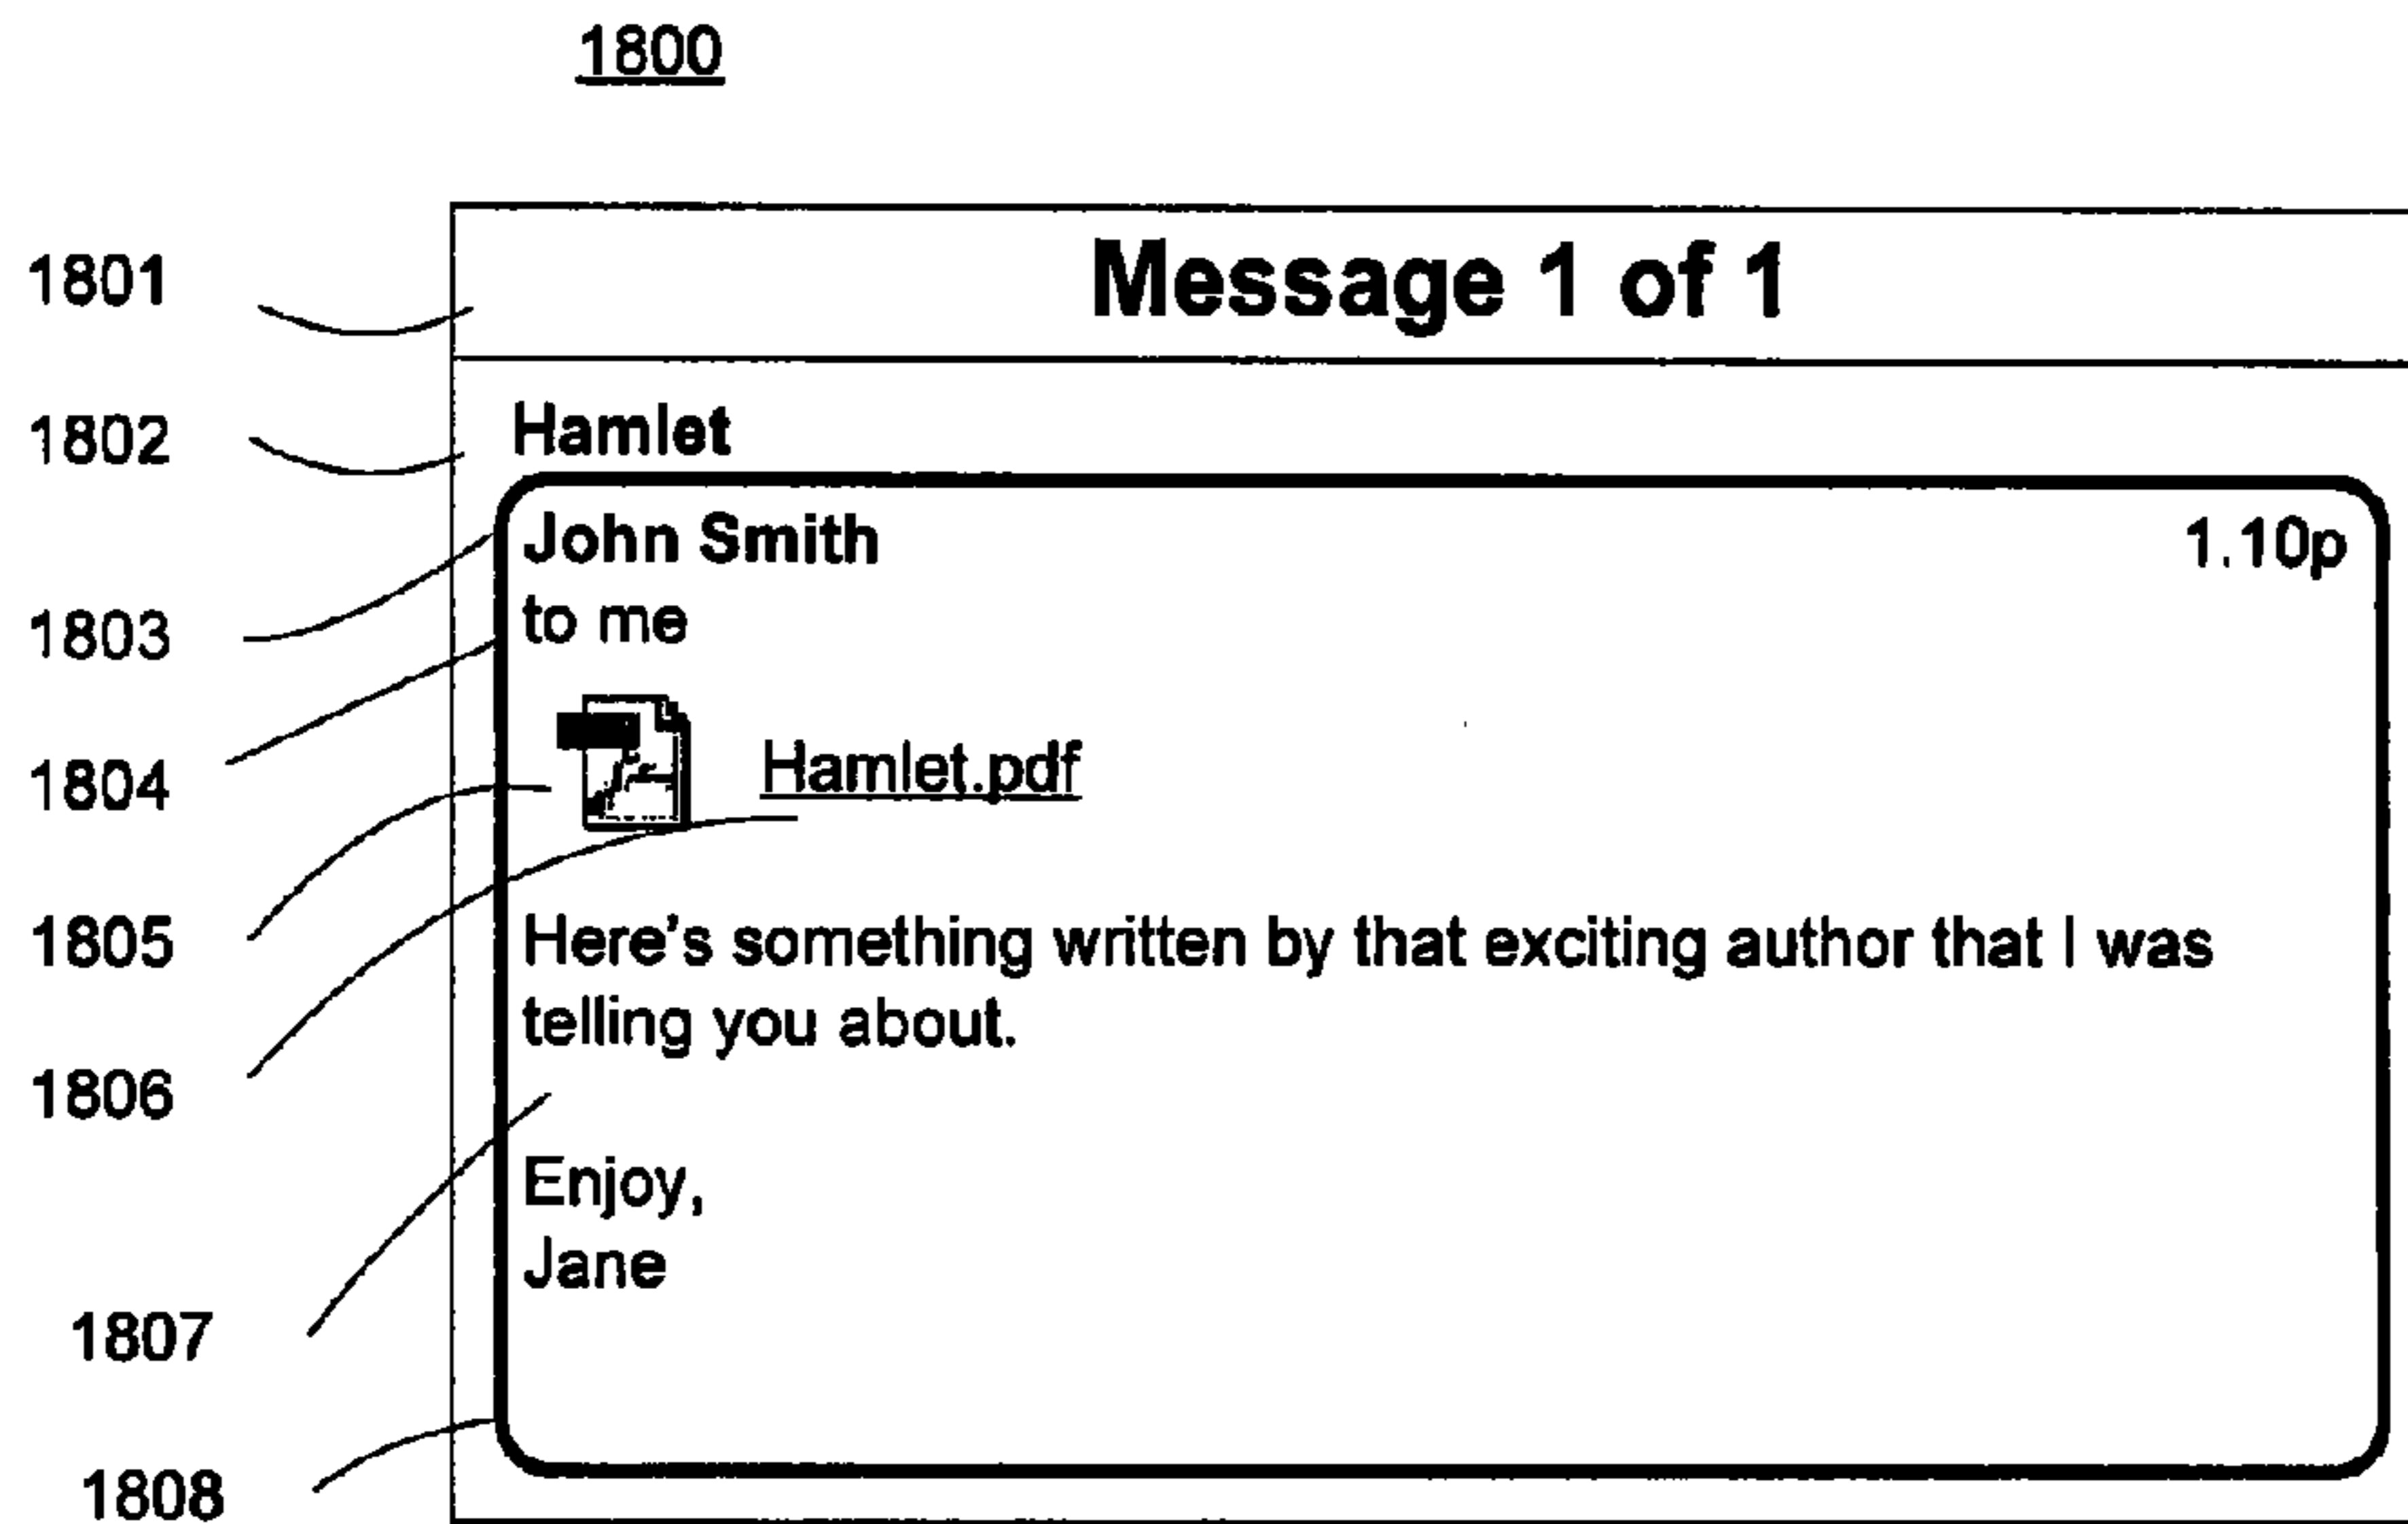 1800
1801
Message 1 of 1
1802
Hamlet
John Smith 1.10p
1803
to me
1804
Hamlet.pdf
1805
Here's something written by that exciting author that I was
telling you about.
1806
Enjoy,
Jane
1807
1808